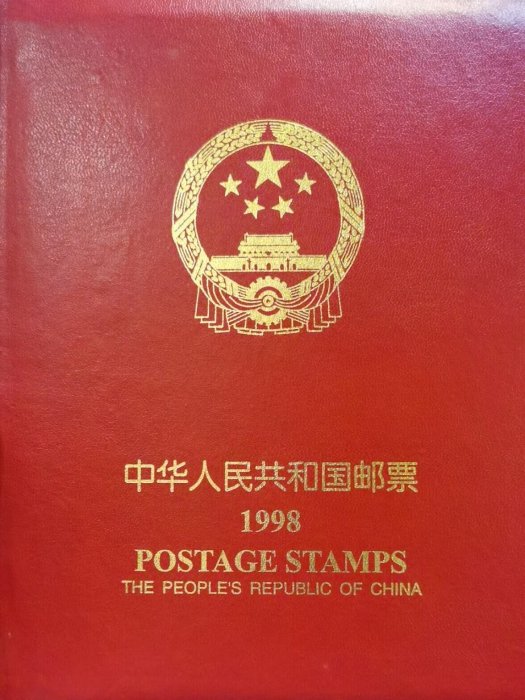 中华人民共和国邮票
1998
POSTAGE STAMPS
THE PEOPLE'S REPUBLIC OF CHINA